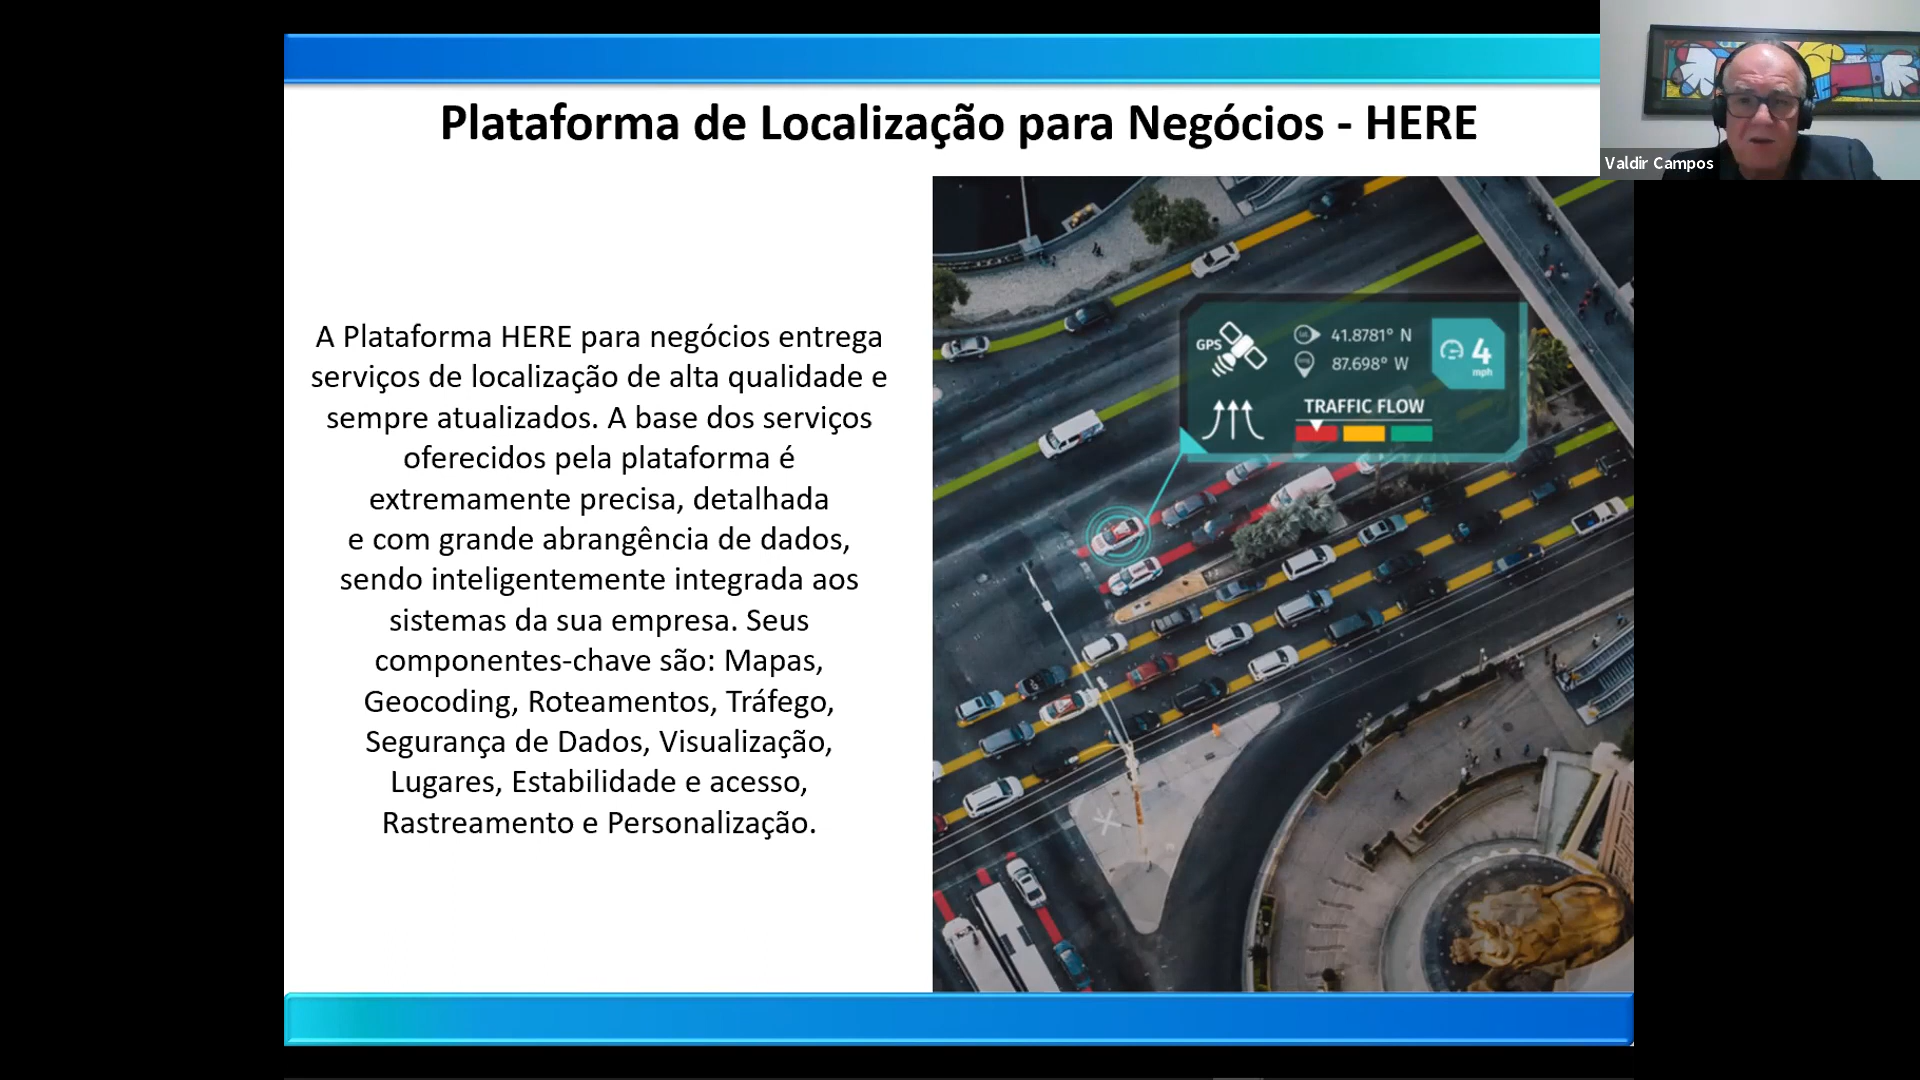 Plataforma de Localização para Negócios - HERE
Valdir Campos
A Plataforma HERE para negócios entrega
serviços de localização de alta qualidade e
sempre atualizados. A base dos serviços
oferecidos pela plataforma é
extremamente precisa, detalhada
e com grande abrangência de dados,
sendo inteligentemente integrada aos
sistemas da sua empresa. Seus
componentes-chave são: Mapas,
Geocoding, Roteamentos, Tráfego,
Segurança de Dados, Visualização,
Lugares, Estabilidade e acesso,
Rastreamento e Personalização.
GPS
41.8781° N
87.698° W
4
mph
TRAFFIC FLOW